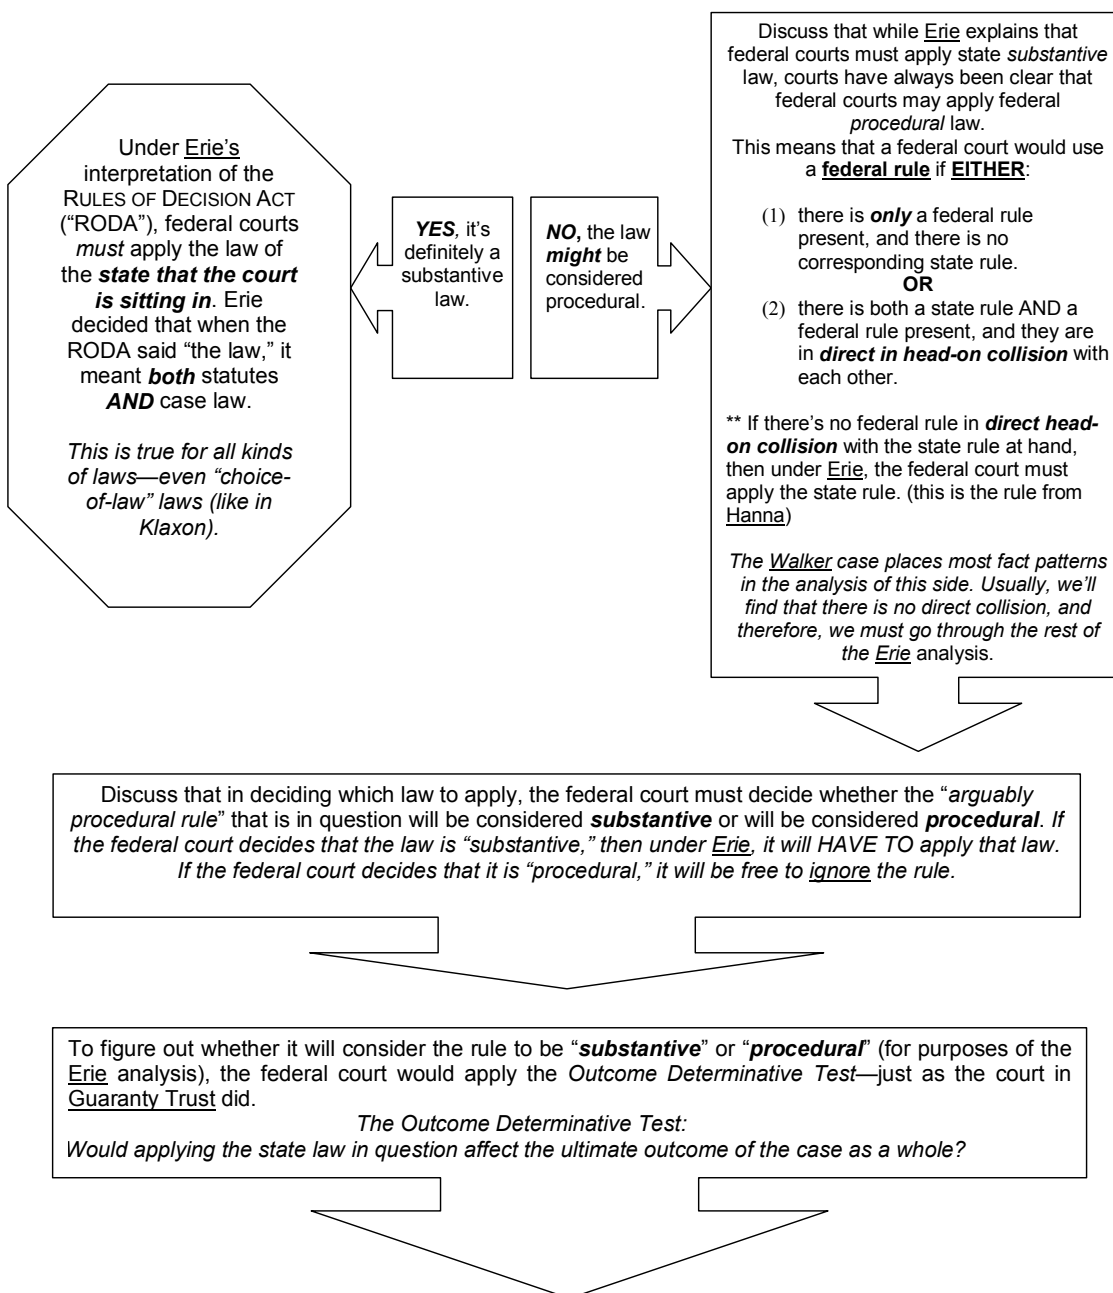 Under Erie's
interpretation of the
RULES OF DECISION ACT
("RODA"), federal courts
must apply the law of
the state that the court
is sitting in. Erie
decided that when the
RODA said "the law," it
meant both statutes
AND case law.
This is true for all kinds
of laws—even "choice-
of-law" laws (like in
Klaxon).
YES, it's
definitely a
substantive
law.
NO, the law
might be
considered
procedural.
Discuss that while Erie explains that
federal courts must apply state substantive
law, courts have always been clear that
federal courts may apply federal
procedural law.
This means that a federal court would use
a federal rule if EITHER:
(1) there is only a federal rule
present, and there is no
corresponding state rule.
OR
(2) there is both a state rule AND a
federal rule present, and they are
in direct in head-on collision with
each other.
** If there's no federal rule in direct head-
on collision with the state rule at hand,
then under Erie, the federal court must
apply the state rule. (this is the rule from
Hanna)
The Walker case places most fact patterns
in the analysis of this side. Usually, we'll
find that there is no direct collision, and
therefore, we must go through the rest of
the Erie analysis.
Discuss that in deciding which law to apply, the federal court must decide whether the "arguably
procedural rule" that is in question will be considered substantive or will be considered procedural. If
the federal court decides that the law is "substantive," then under Erie, it will HAVE TO apply that law.
If the federal court decides that it is "procedural," it will be free to ignore the rule.
To figure out whether it will consider the rule to be "substantive" or "procedural" (for purposes of the
Erie analysis), the federal court would apply the Outcome Determinative Test—just as the court in
Guaranty Trust did.
The Outcome Determinative Test:
Would applying the state law in question affect the ultimate outcome of the case as a whole?